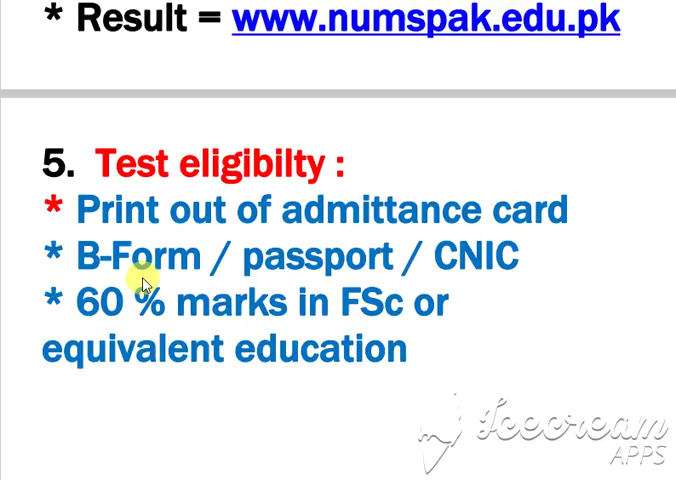 * Result = www.numspak.edu.pk
5. Test eligibilty :
* Print out of admittance card
* B-Form / passport / CNIC
* 60 % marks in FSc or
equivalent education
Icecream
APPS